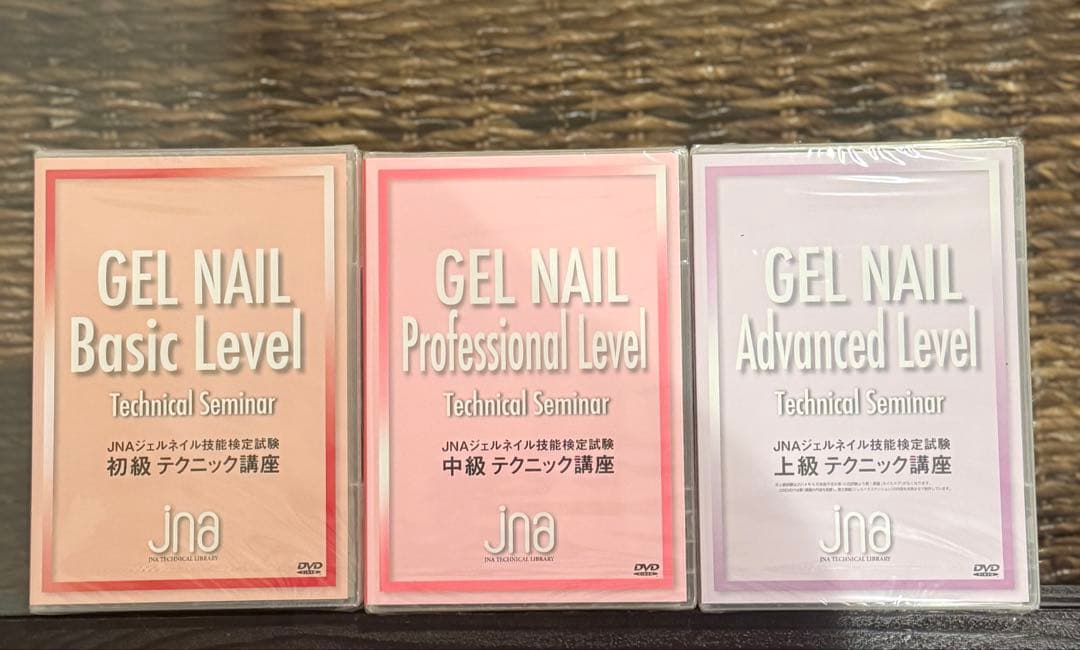 GEL NAIL
Basic Level
Technical Seminar
JNAジェルネイル技能検定試験
初級 テクニック講座
jna
JNA TECHNICAL LIBRARY
DVD
VIDEO
GEL NAIL
Professional Level
Technical Seminar
JNAジェルネイル技能検定試験
中級 テクニック講座
jna
JNA TECHNICAL LIBRARY
DVD
VIDEO
GEL NAIL
Advanced Level
Technical Seminar
JNAジェルネイル技能検定試験
上級 テクニック講座
jna
JNA TECHNICAL LIBRARY
DVD
VIDEO